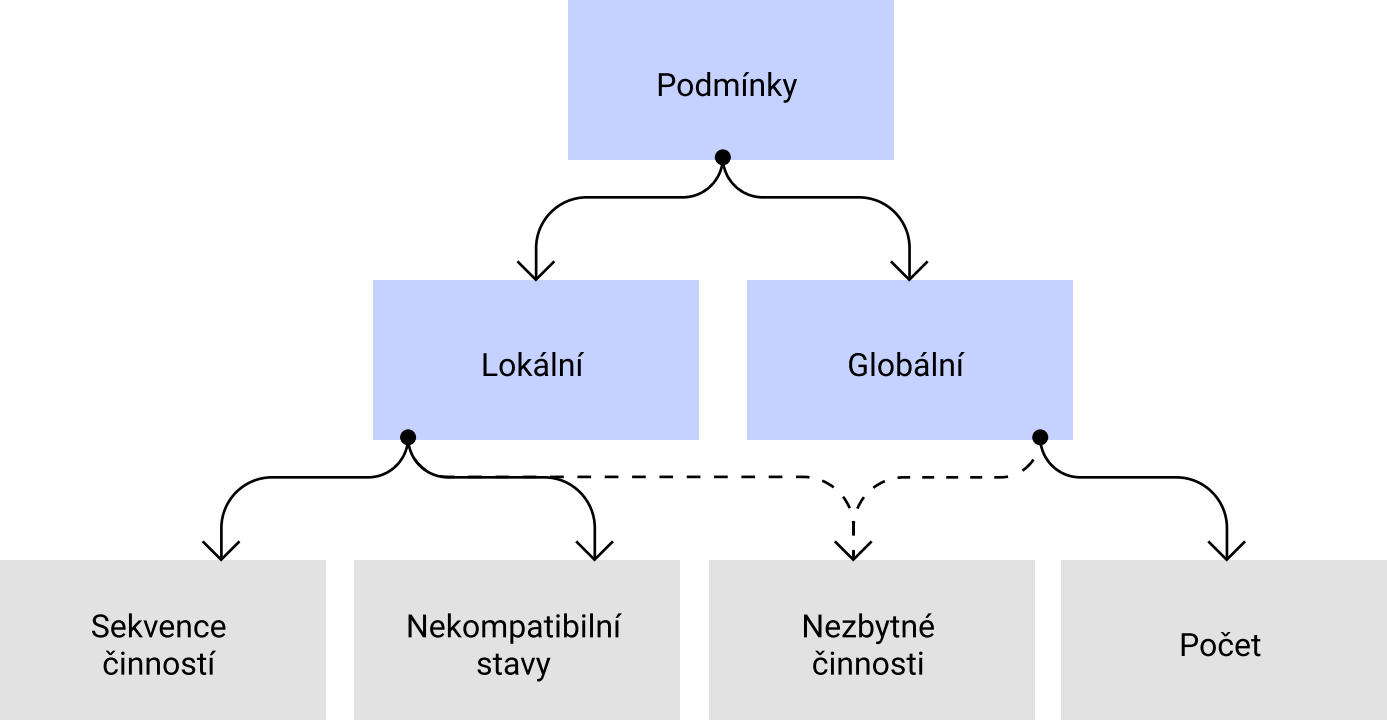 Podmínky
Lokální
Globální
Sekvence
činností
Nekompatibilní
stavy
Nezbytné
činnosti
Počet